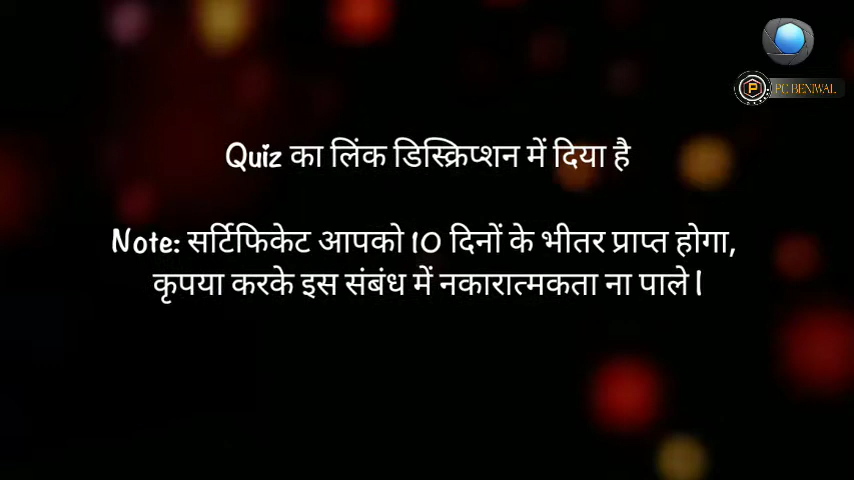 PC BENIWAL
Quiz का लिंक डिस्क्रिप्शन में दिया है
Note: सर्टिफिकेट आपको 10 दिनों के भीतर प्राप्त होगा,
कृपया करके इस संबंध में नकारात्मकता ना पाले।